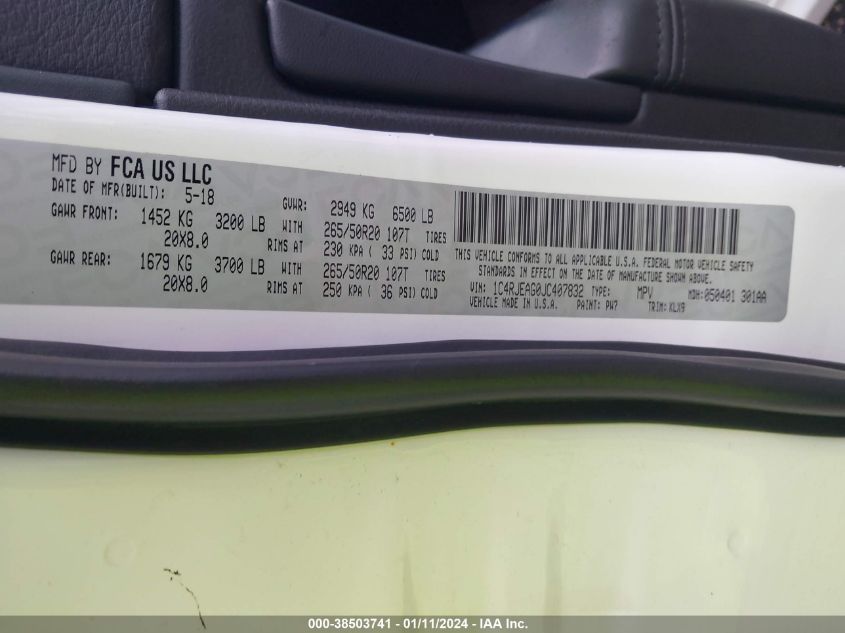 MFD BY FCA US LLC
DATE OF MFR(BUILT): 5-18 GVWR: 2949 KG 6500 LB
GAWR FRONT: 1452 KG 3200 LB WITH 265/50R20 107T TIRES
20X8.0 RIMS AT 230 KPA ( 33 PSI) COLD
GAWR REAR: 1679 KG 3700 LB WITH 265/50R20 107T TIRES
20X8.0 RIMS AT 250 KPA ( 36 PSI) COLD
THIS VEHICLE CONFORMS TO ALL APPLICABLE U.S.A. FEDERAL MOTOR VEHICLE SAFETY
STANDARDS IN EFFECT ON THE DATE OF MANUFACTURE SHOWN ABOVE.
VIN: 1C4RJEAG0JC407832 TYPE: MPV MDH:050401 301AA
VEHICLE MADE IN U.S.A. PAINT: PW7 TRIM: KLX9
000-38503741 - 01/11/2024 - IAA Inc.